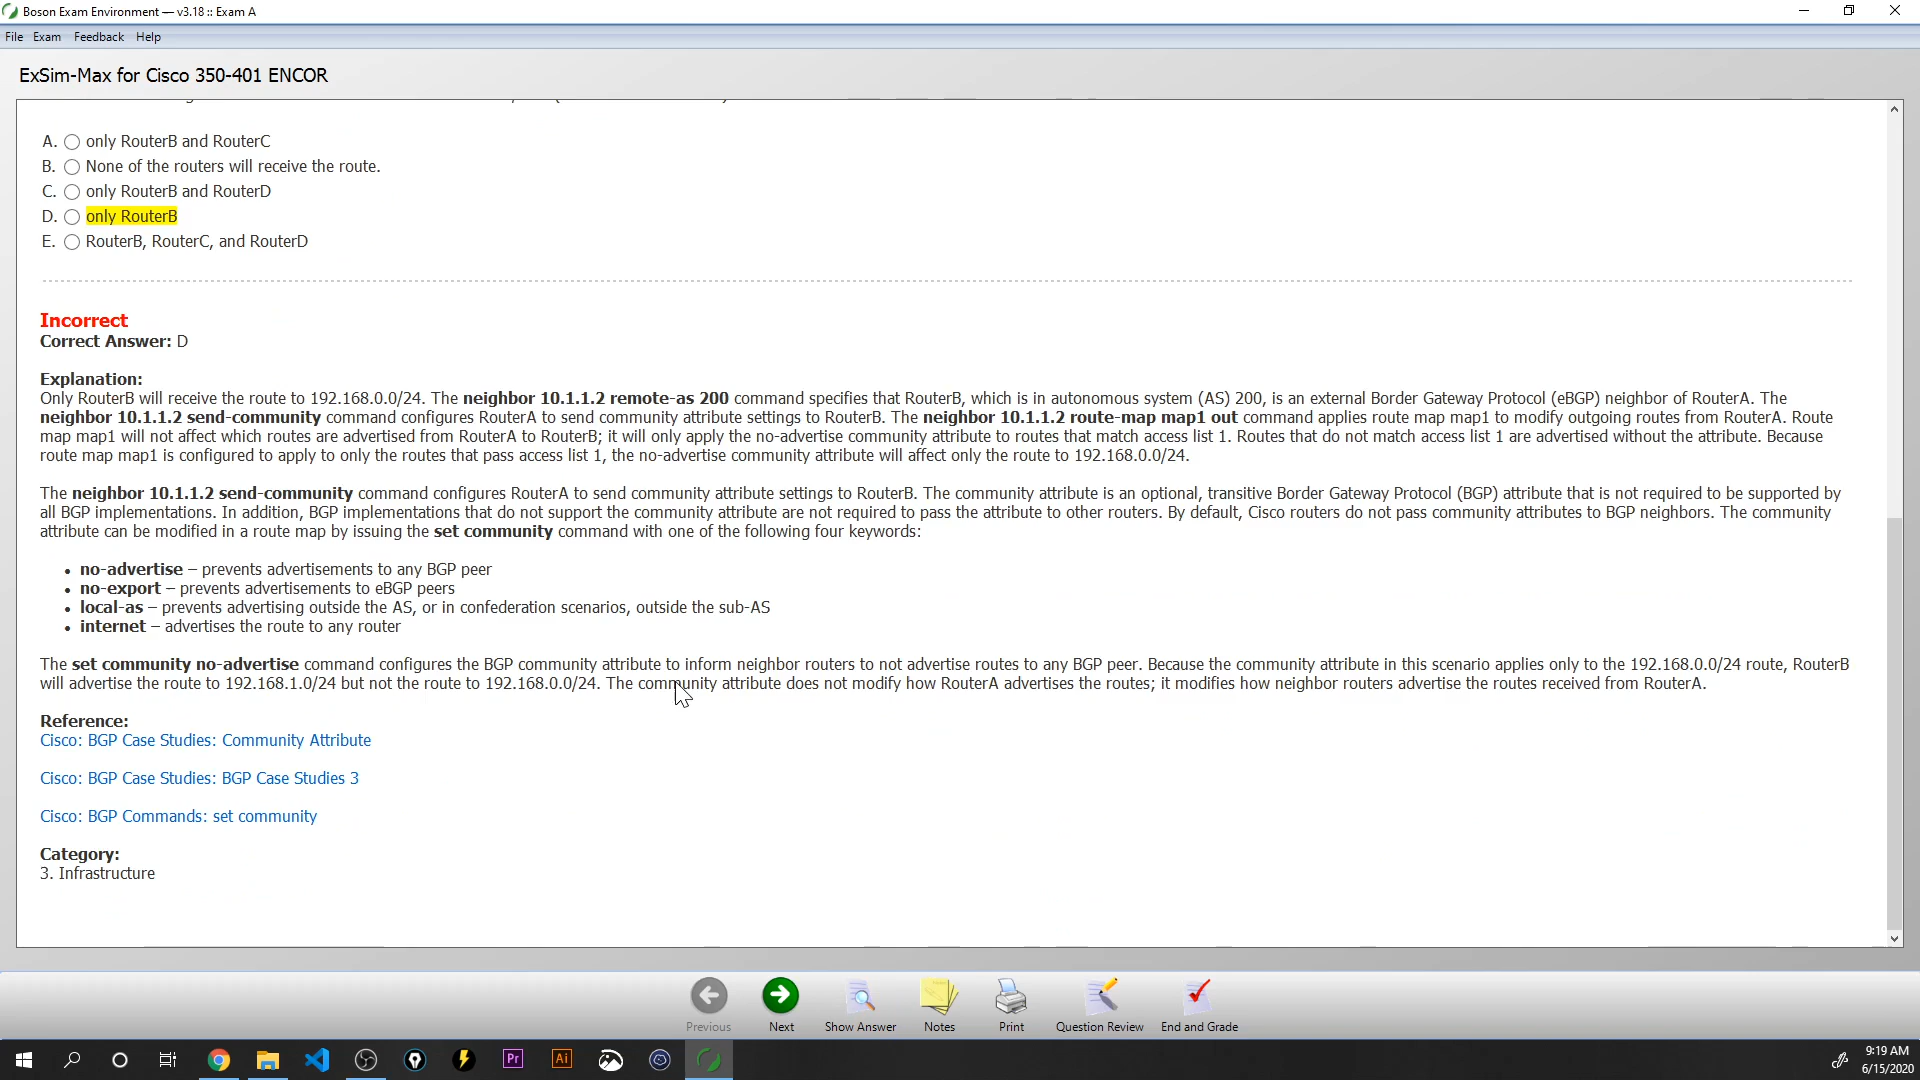 Boson Exam Environment — v3.18 :: Exam A
File Exam Feedback Help
ExSim-Max for Cisco 350-401 ENCOR
A. only RouterB and RouterC
B. None of the routers will receive the route.
C. only RouterB and RouterD
D. only RouterB
E. RouterB, RouterC, and RouterD
Incorrect
Correct Answer: D
Explanation:
Only RouterB will receive the route to 192.168.0.0/24. The neighbor 10.1.1.2 remote-as 200 command specifies that RouterB, which is in autonomous system (AS) 200, is an external Border Gateway Protocol (eBGP) neighbor of RouterA. The
neighbor 10.1.1.2 send-community command configures RouterA to send community attribute settings to RouterB. The neighbor 10.1.1.2 route-map map1 out command applies route map map1 to modify outgoing routes from RouterA. Route
map map1 will not affect which routes are advertised from RouterA to RouterB; it will only apply the no-advertise community attribute to routes that match access list 1. Routes that do not match access list 1 are advertised without the attribute. Because
route map map1 is configured to apply to only the routes that pass access list 1, the no-advertise community attribute will affect only the route to 192.168.0.0/24.
The neighbor 10.1.1.2 send-community command configures RouterA to send community attribute settings to RouterB. The community attribute is an optional, transitive Border Gateway Protocol (BGP) attribute that is not required to be supported by
all BGP implementations. In addition, BGP implementations that do not support the community attribute are not required to pass the attribute to other routers. By default, Cisco routers do not pass community attributes to BGP neighbors. The community
attribute can be modified in a route map by issuing the set community command with one of the following four keywords:
• no-advertise – prevents advertisements to any BGP peer
• no-export – prevents advertisements to eBGP peers
• local-as – prevents advertising outside the AS, or in confederation scenarios, outside the sub-AS
• internet – advertises the route to any router
The set community no-advertise command configures the BGP community attribute to inform neighbor routers to not advertise routes to any BGP peer. Because the community attribute in this scenario applies only to the 192.168.0.0/24 route, RouterB
will advertise the route to 192.168.1.0/24 but not the route to 192.168.0.0/24. The community attribute does not modify how RouterA advertises the routes; it modifies how neighbor routers advertise the routes received from RouterA.
Reference:
Cisco: BGP Case Studies: Community Attribute
Cisco: BGP Case Studies: BGP Case Studies 3
Cisco: BGP Commands: set community
Category:
3. Infrastructure
Previous Next Show Answer Notes Print Question Review End and Grade
Pr Ai
9:19 AM
6/15/2020